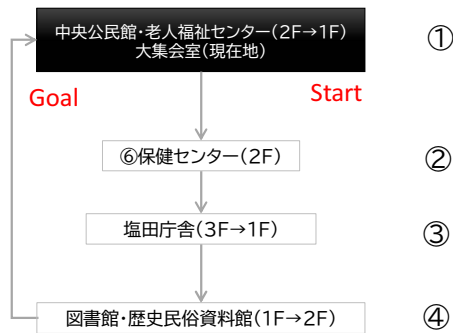 中央公民館・老人福祉センター(2F→1F)
大集会室(現在地)
①
Goal
Start
⑥保健センター(2F)
②
塩田庁舎(3F→1F)
③
図書館・歴史民俗資料館(1F→2F)
④